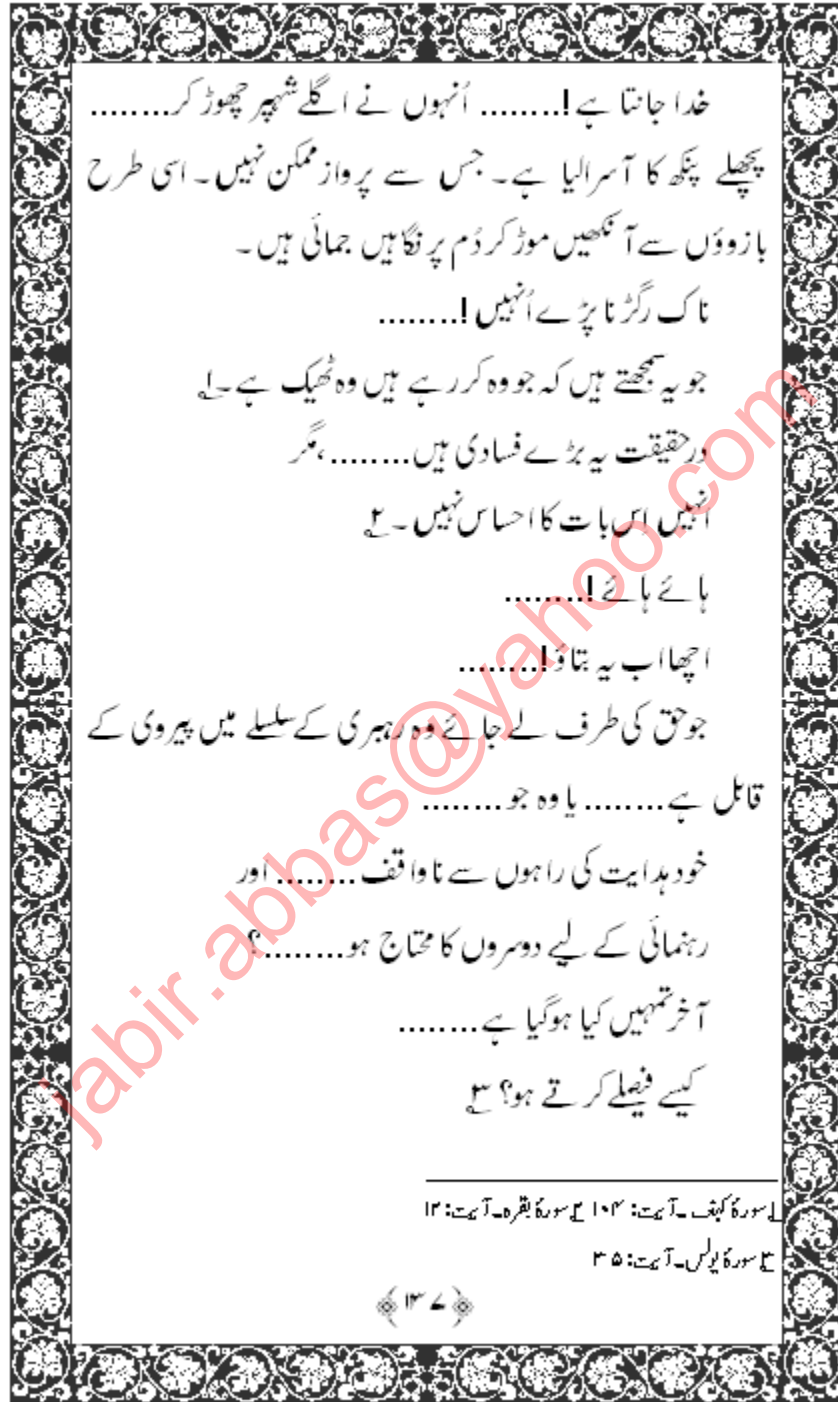 خدا جانتا ہے!........ اُنہوں نے اگلے شہپر چھوڑ کر........
پچھلے پنکھ کا آسرا لیا ہے۔ جس سے پرواز ممکن نہیں۔ اسی طرح
بازوؤں سے آنکھیں موڑ کر دُم پر نگاہیں جمائی ہیں۔
ناک رگڑنا پڑے اُنہیں!........
جو یہ سمجھتے ہیں کہ جو وہ کر رہے ہیں وہ ٹھیک ہے۔۱
درحقیقت یہ بڑے فسادی ہیں........،مگر
اُنہیں اِس بات کا احساس نہیں۔۲
ہائے ہائے!........
اچھا اب یہ بتاؤ!........
جو حق کی طرف لے جائے وہ رہبری کے سلسلے میں پیروی کے
قابل ہے........ یا وہ جو........
خود ہدایت کی راہوں سے ناواقف........ اور
رہنمائی کے لیے دوسروں کا محتاج ہو........؟
آخر تمہیں کیا ہوگیا ہے........
کیسے فیصلے کرتے ہو؟ ۳
۱ سورۂ کہف۔ آیت: ۱۰۴ ۲ سورۂ بقرہ۔ آیت: ۱۲
۳ سورۂ یونس۔ آیت: ۳۵
۱۳۷
jabir.abbas@yahoo.com